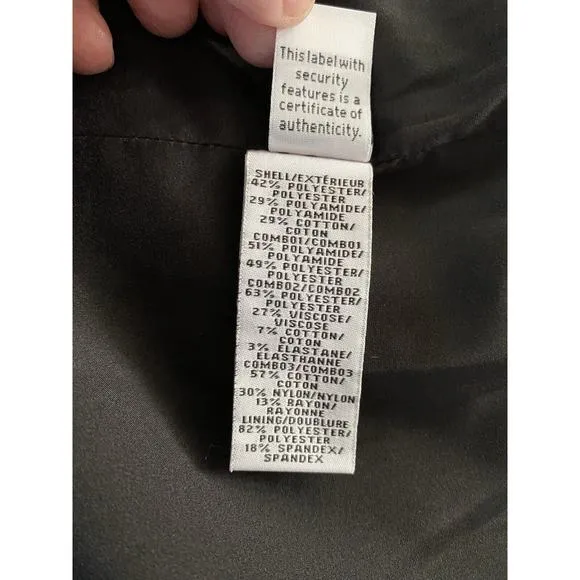 This label with
security
features is a
certificate of
authenticity.
SHELL/EXTÉRIEUR
42% POLYESTER/
POLYESTER
29% POLYAMIDE/
POLYAMIDE
29% COTTON/
COTON
COMBO1/COMBO1
51% POLYAMIDE/
POLYAMIDE
49% POLYESTER/
POLYESTER
COMBO2/COMBO2
63% POLYESTER/
POLYESTER
27% VISCOSE/
VISCOSE
7% COTTON/
COTON
3% ELASTANE/
ELASTHANNE
COMBO3/COMBO3
57% COTTON/
COTON
30% NYLON/NYLON
13% RAYON/
RAYONNE
LINING/DOUBLURE
82% POLYESTER/
POLYESTER
18% SPANDEX/
SPANDEX